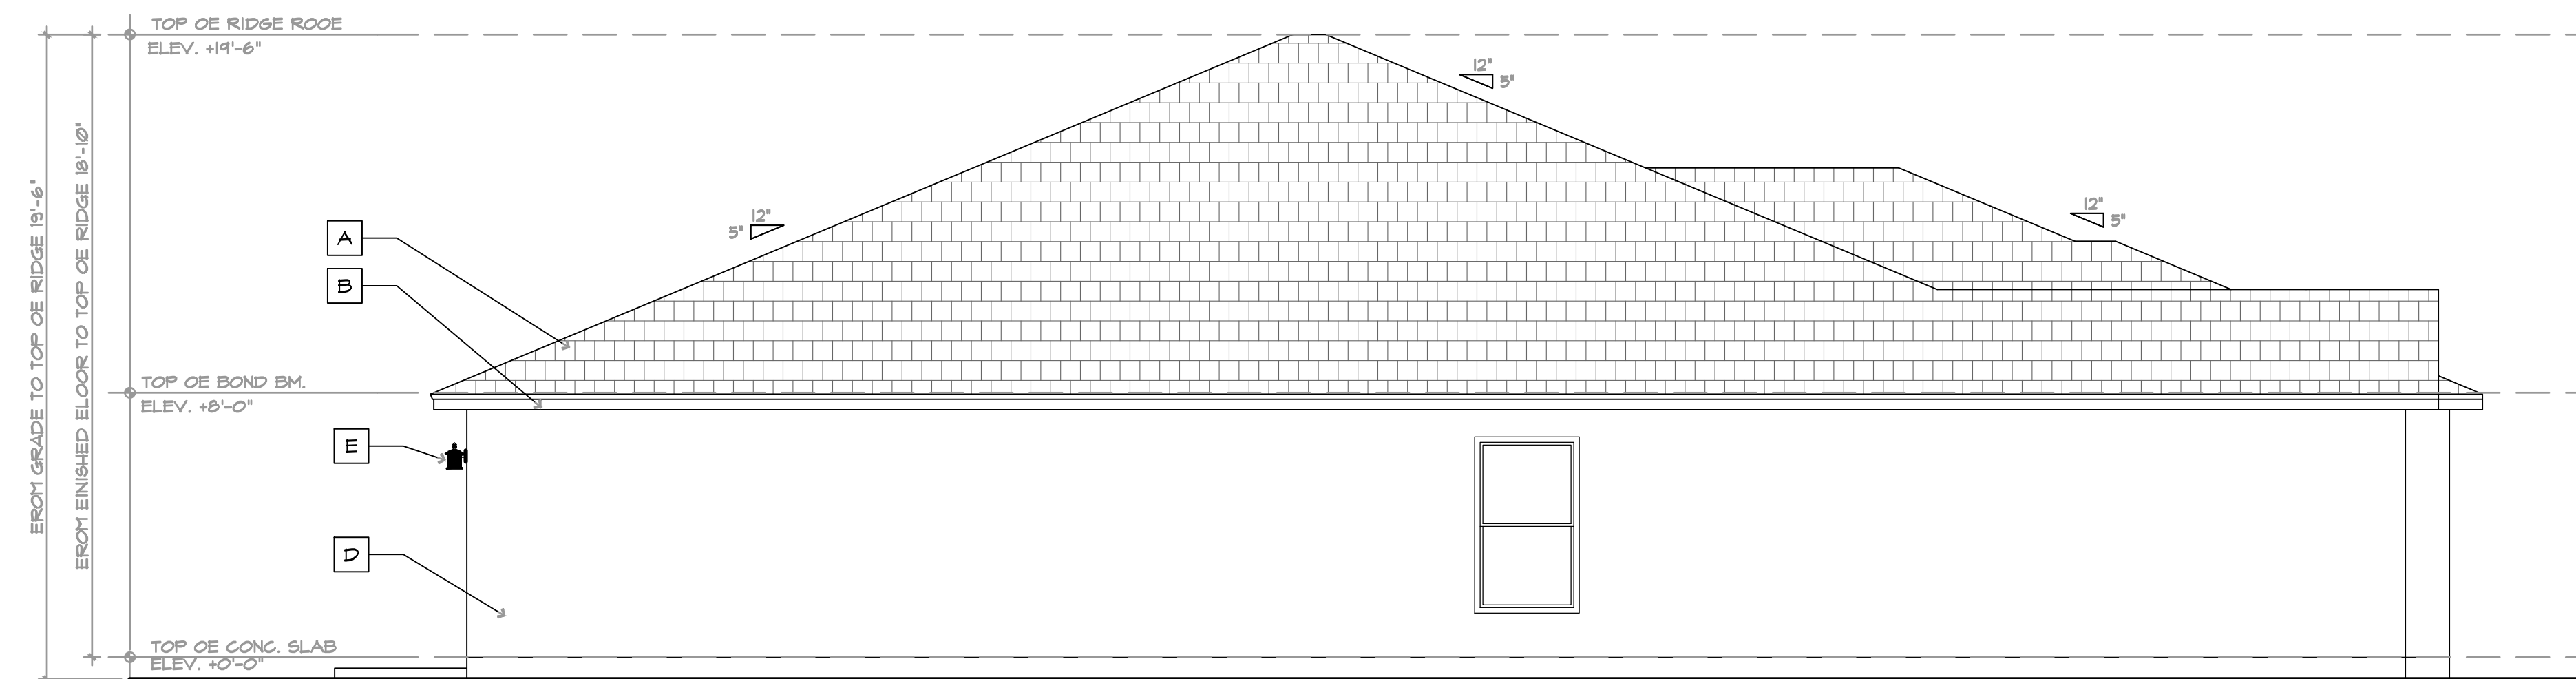 TOP OE RIDGE ROOE
ELEV. +19'-6"
12"
5"
EROM GRADE TO TOP OE RIDGE 19'-6"
EROM EINISHED ELOOR TO TOP OE RIDGE 18'-10"
12"
5"
12"
5"
A
B
TOP OE BOND BM.
ELEV. +8'-0"
E
D
TOP OE CONC. SLAB
ELEV. +0'-0"